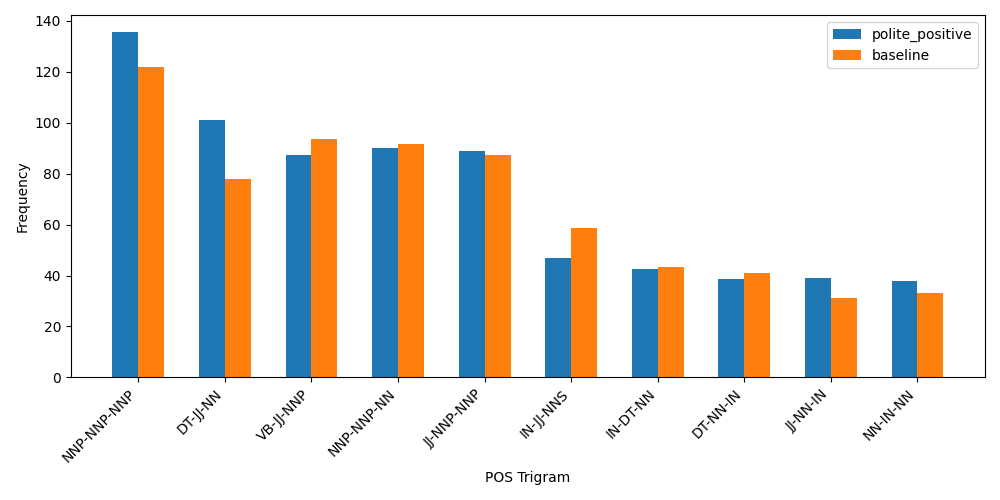 140
120
100
80
60
40
20
0
Frequency
polite_positive
baseline
NNP-NNP-NNP
DT-JJ-NN
VB-JJ-NNP
NNP-NNP-NN
JJ-NNP-NNP
IN-JJ-NNS
IN-DT-NN
DT-NN-IN
JJ-NN-IN
NN-IN-NN
POS Trigram